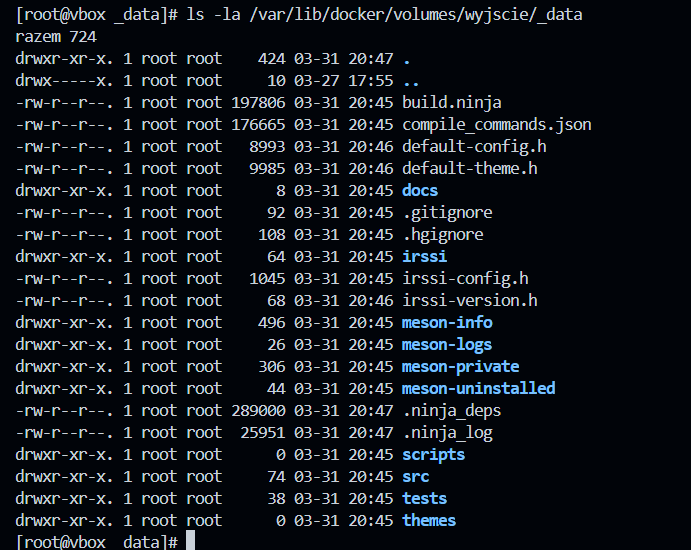 [root@vbox _data]# ls -la /var/lib/docker/volumes/wyjscie/_data
razem 724
drwxr-xr-x. 1 root root    424 03-31 20:47 .
drwx-----x. 1 root root     10 03-27 17:55 ..
-rw-r--r--. 1 root root 197806 03-31 20:45 build.ninja
-rw-r--r--. 1 root root 176665 03-31 20:45 compile_commands.json
-rw-r--r--. 1 root root   8993 03-31 20:46 default-config.h
-rw-r--r--. 1 root root   9985 03-31 20:46 default-theme.h
drwxr-xr-x. 1 root root      8 03-31 20:45 docs
-rw-r--r--. 1 root root     92 03-31 20:45 .gitignore
-rw-r--r--. 1 root root    108 03-31 20:45 .hgignore
drwxr-xr-x. 1 root root     64 03-31 20:45 irssi
-rw-r--r--. 1 root root   1045 03-31 20:45 irssi-config.h
-rw-r--r--. 1 root root     68 03-31 20:46 irssi-version.h
drwxr-xr-x. 1 root root    496 03-31 20:45 meson-info
drwxr-xr-x. 1 root root     26 03-31 20:45 meson-logs
drwxr-xr-x. 1 root root    306 03-31 20:45 meson-private
drwxr-xr-x. 1 root root     44 03-31 20:45 meson-uninstalled
-rw-r--r--. 1 root root 289000 03-31 20:47 .ninja_deps
-rw-r--r--. 1 root root  25951 03-31 20:47 .ninja_log
drwxr-xr-x. 1 root root      0 03-31 20:45 scripts
drwxr-xr-x. 1 root root     74 03-31 20:45 src
drwxr-xr-x. 1 root root     38 03-31 20:45 tests
drwxr-xr-x. 1 root root      0 03-31 20:45 themes
[root@vbox _data]#